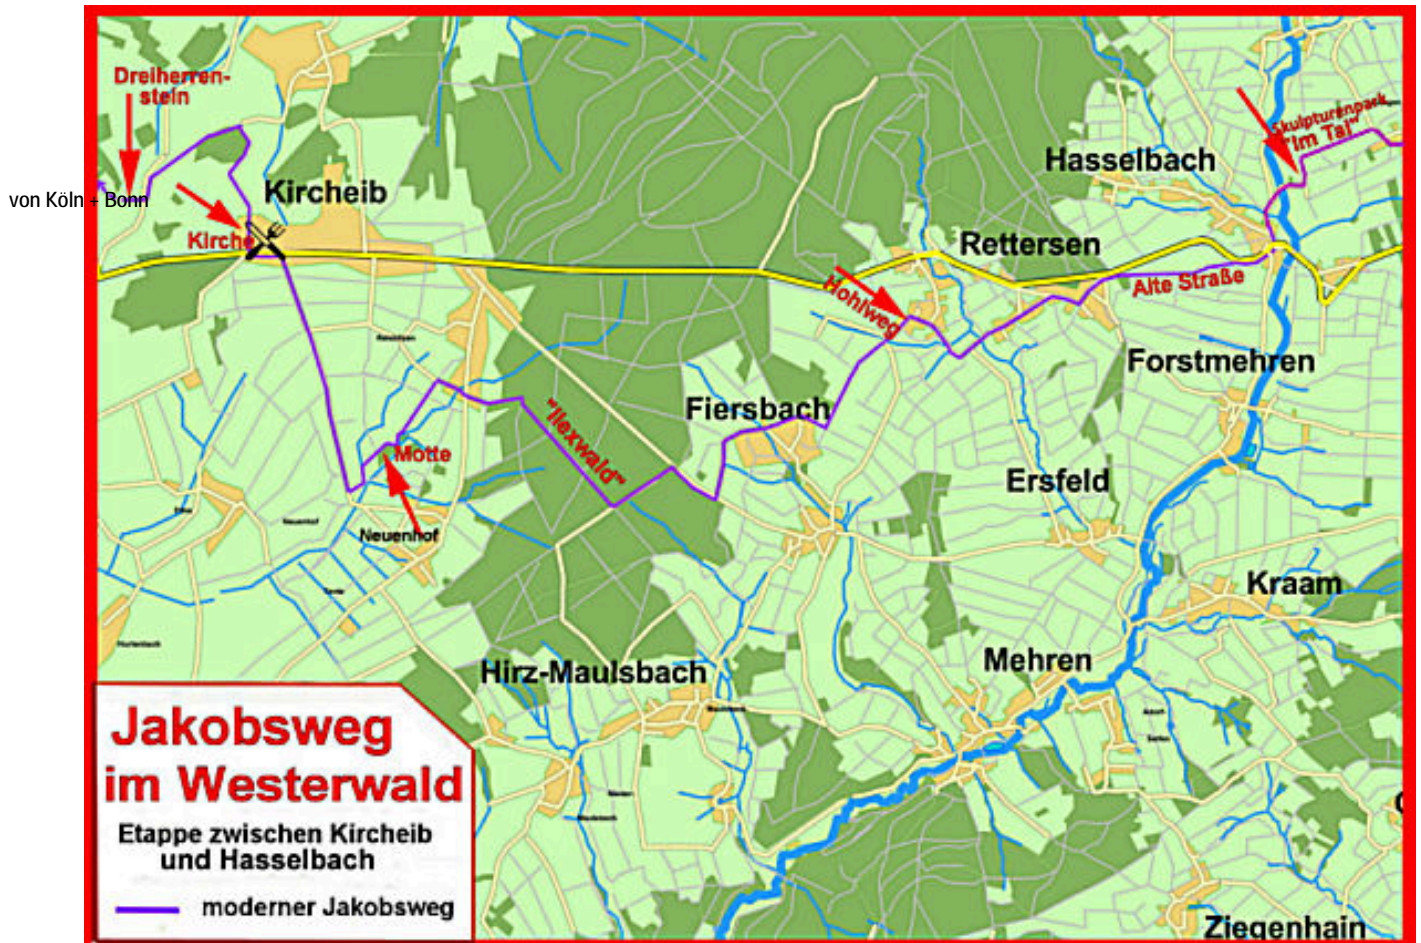 Dreiherren-
stein
von Köln + Bonn
Kircheib
Kirche
Skulpturenpark
"Im Tal"
Hasselbach
Rettersen
Hohlweg
Alte Straße
Forstmehren
Fiersbach
"Ilexwald"
Motte
Neuenhof
Ersfeld
Kraam
Mehren
Hirz-Maulsbach
Ziegenhain
Jakobsweg
im Westerwald
Etappe zwischen Kircheib
und Hasselbach
moderner Jakobsweg